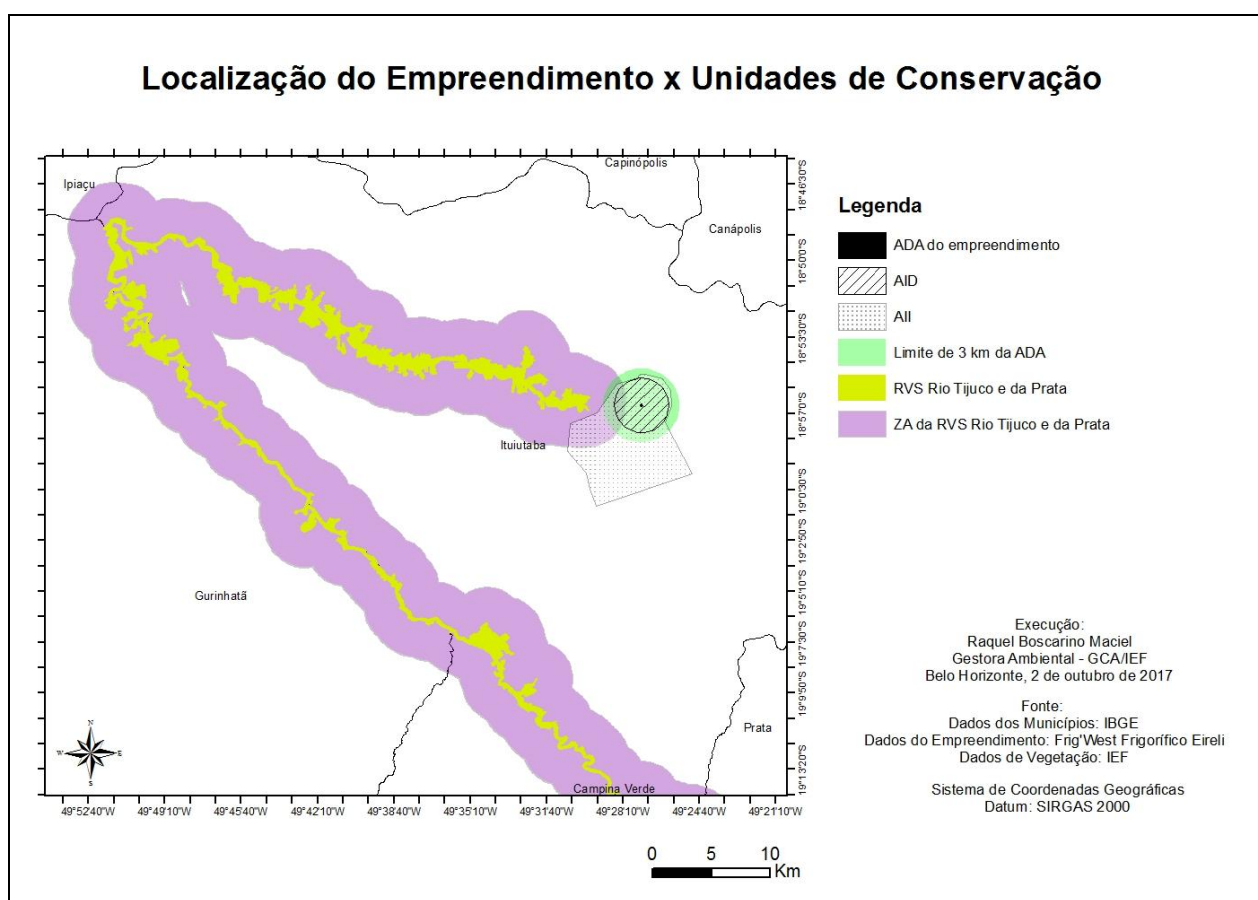 Localização do Empreendimento x Unidades de Conservação
Capinópolis
Ipiaçu
Canápolis
Ituiutaba
Gurinhatã
Prata
Campina Verde
N
W
E
S
18°46'30"S
18°50'0"S
18°53'30"S
18°57'0"S
19°0'30"S
19°2'50"S
19°5'10"S
19°7'30"S
19°9'50"S
19°13'20"S
49°52'40"W 49°49'10"W 49°45'40"W 49°42'10"W 49°38'40"W 49°35'10"W 49°31'40"W 49°28'10"W 49°24'40"W 49°21'10"W
0 5 10
Km
Legenda
ADA do empreendimento
AID
AII
Limite de 3 km da ADA
RVS Rio Tijuco e da Prata
ZA da RVS Rio Tijuco e da Prata
Execução:
Raquel Boscarino Maciel
Gestora Ambiental - GCA/IEF
Belo Horizonte, 2 de outubro de 2017
Fonte:
Dados dos Municípios: IBGE
Dados do Empreendimento: Frig'West Frigorífico Eireli
Dados de Vegetação: IEF
Sistema de Coordenadas Geográficas
Datum: SIRGAS 2000